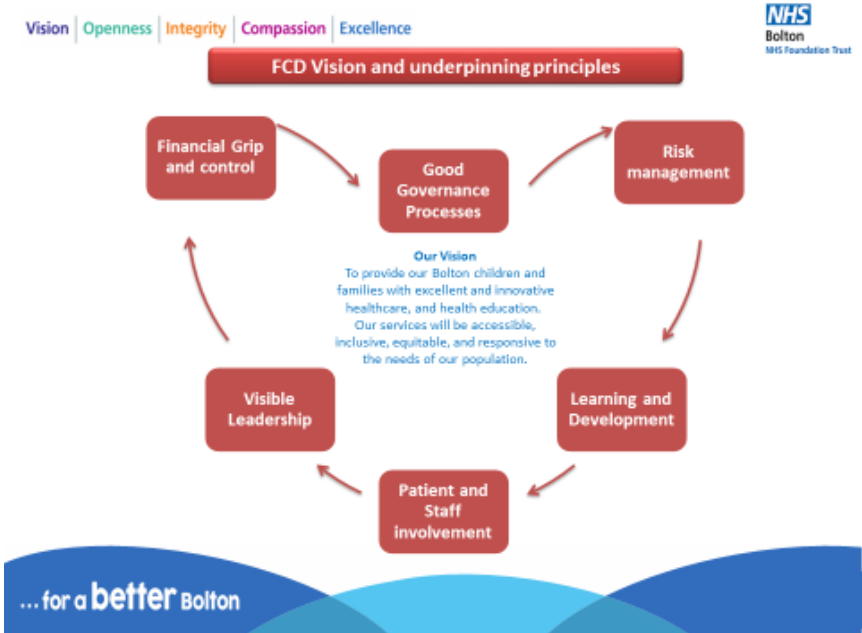 Vision | Openness | Integrity | Compassion | Excellence
NHS
Bolton
NHS Foundation Trust
FCD Vision and underpinning principles
Financial Grip
and control
Good
Governance
Processes
Risk
management
Our Vision
To provide our Bolton children and
families with excellent and innovative
healthcare, and health education.
Our services will be accessible,
inclusive, equitable, and responsive to
the needs of our population.
Visible
Leadership
Learning and
Development
Patient and
Staff
involvement
...for a better Bolton